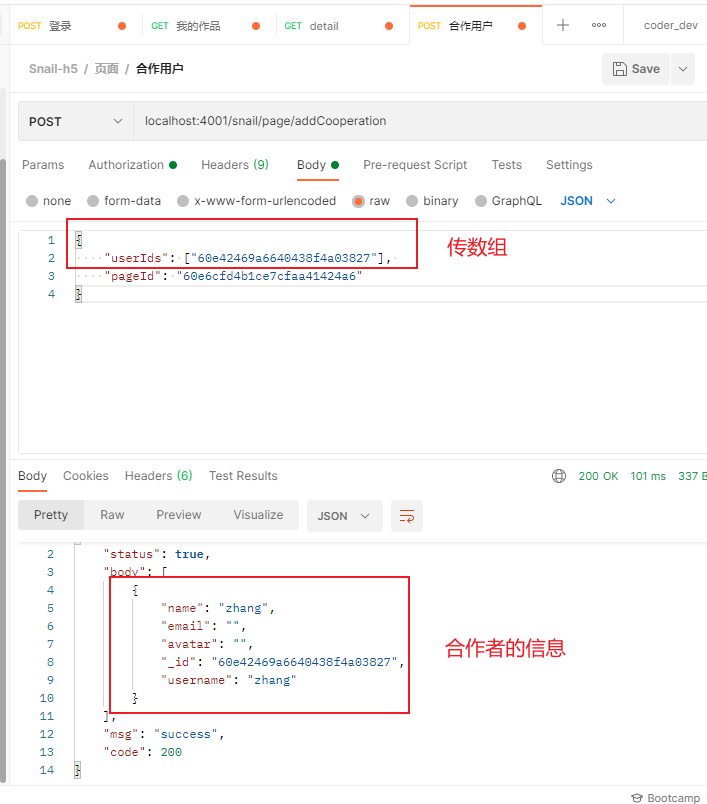 POST 登录 GET 我的作品 GET detail POST 合作用户 coder_dev
Snail-h5 / 页面 / 合作用户 Save
POST localhost:4001/snail/page/addCooperation
Params Authorization Headers (9) Body Pre-request Script Tests Settings
none form-data x-www-form-urlencoded raw binary GraphQL JSON
1 {
2 "userIds": ["60e42469a6640438f4a03827"],
3 "pageId": "60e6cfd4b1ce7cfaa41424a6"
4 }
传数组
Body Cookies Headers (6) Test Results 200 OK 101 ms 337 B
Pretty Raw Preview Visualize JSON
2 "status": true,
3 "body": [
4 {
5 "name": "zhang",
6 "email": "",
7 "avatar": "",
8 "_id": "60e42469a6640438f4a03827",
9 "username": "zhang"
10 }
11 ],
12 "msg": "success",
13 "code": 200
14 }
合作者的信息
Bootcamp